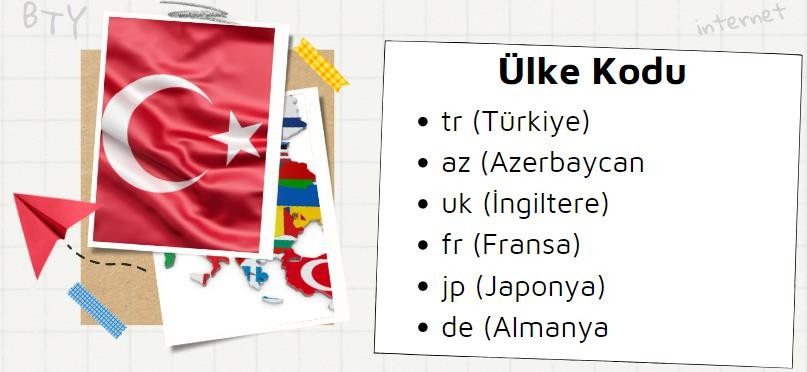 BTY
internet
Ülke Kodu
• tr (Türkiye)
• az (Azerbaycan
• uk (İngiltere)
• fr (Fransa)
• jp (Japonya)
• de (Almanya